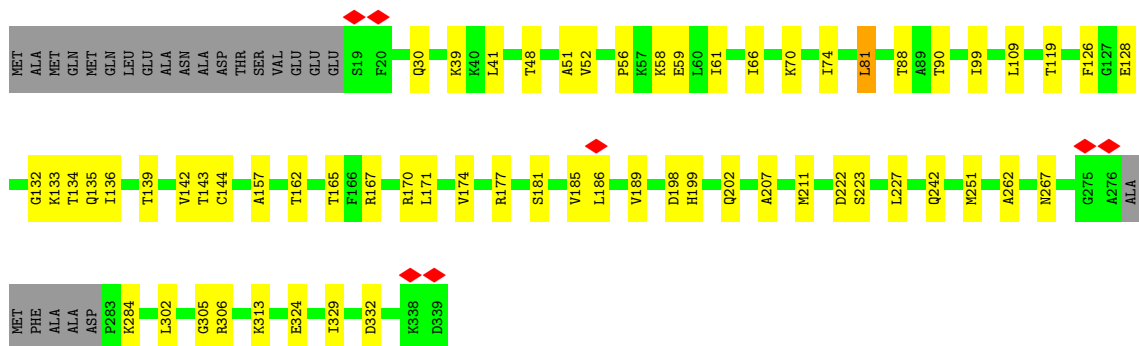 MET ALA MET GLN MET GLN LEU GLU ALA ASN ALA ASP THR SER VAL GLU GLU GLU S19 F20 Q30 K39 K40 L41 T48 A51 V52 P56 K57 K58 E59 L60 I61 I66 K70 I74 L81 T88 A89 T90 I99 L109 T119 F126 G127 E128
G132 K133 T134 Q135 I136 T139 V142 T143 C144 A157 T162 T165 F166 R167 R170 L171 V174 R177 S181 V185 L186 V189 D198 H199 Q202 A207 M211 D222 S223 L227 Q242 M251 A262 N267 G275 A276 ALA
MET PHE ALA ALA ASP P283 K284 L302 G305 R306 K313 E324 I329 D332 K338 D339